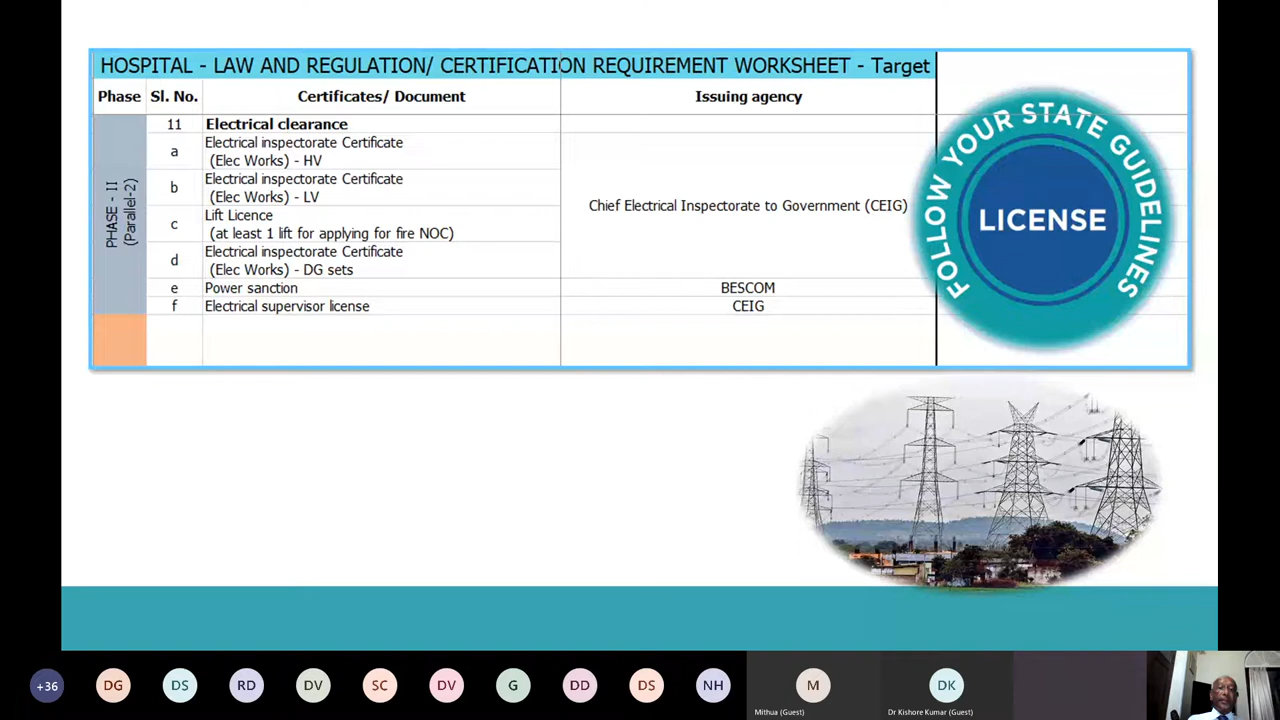 HOSPITAL - LAW AND REGULATION/ CERTIFICATION REQUIREMENT WORKSHEET - Target
Phase Sl. No. Certificates/ Document Issuing agency
PHASE - II
(Parallel-2)
11 Electrical clearance
a Electrical inspectorate Certificate
(Elec Works) - HV
b Electrical inspectorate Certificate
(Elec Works) - LV
c Lift Licence
(at least 1 lift for applying for fire NOC)
d Electrical inspectorate Certificate
(Elec Works) - DG sets
Chief Electrical Inspectorate to Government (CEIG)
e Power sanction BESCOM
f Electrical supervisor license CEIG
FOLLOW YOUR STATE GUIDELINES
LICENSE
+36 DG DS RD DV SC DV G DD DS NH M DK
Mithua (Guest) Dr Kishore Kumar (Guest)